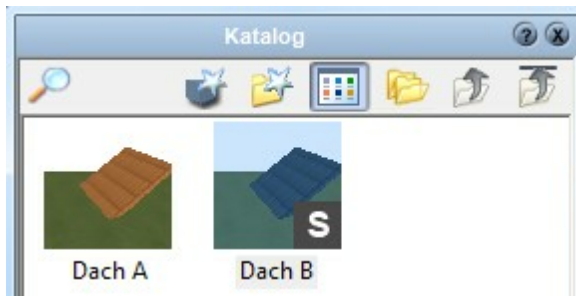 Katalog
? X
S
Dach A
Dach B